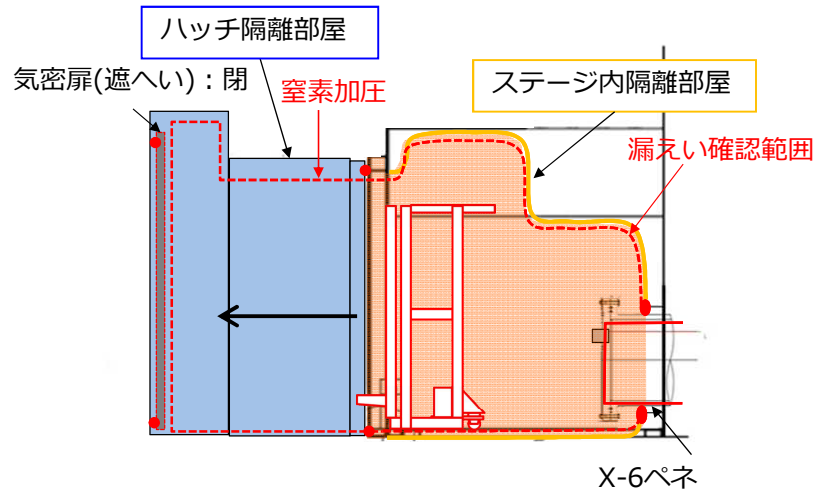 ハッチ隔離部屋
気密扉(遮へい)：閉
窒素加圧
ステージ内隔離部屋
漏えい確認範囲
X-6ペネ